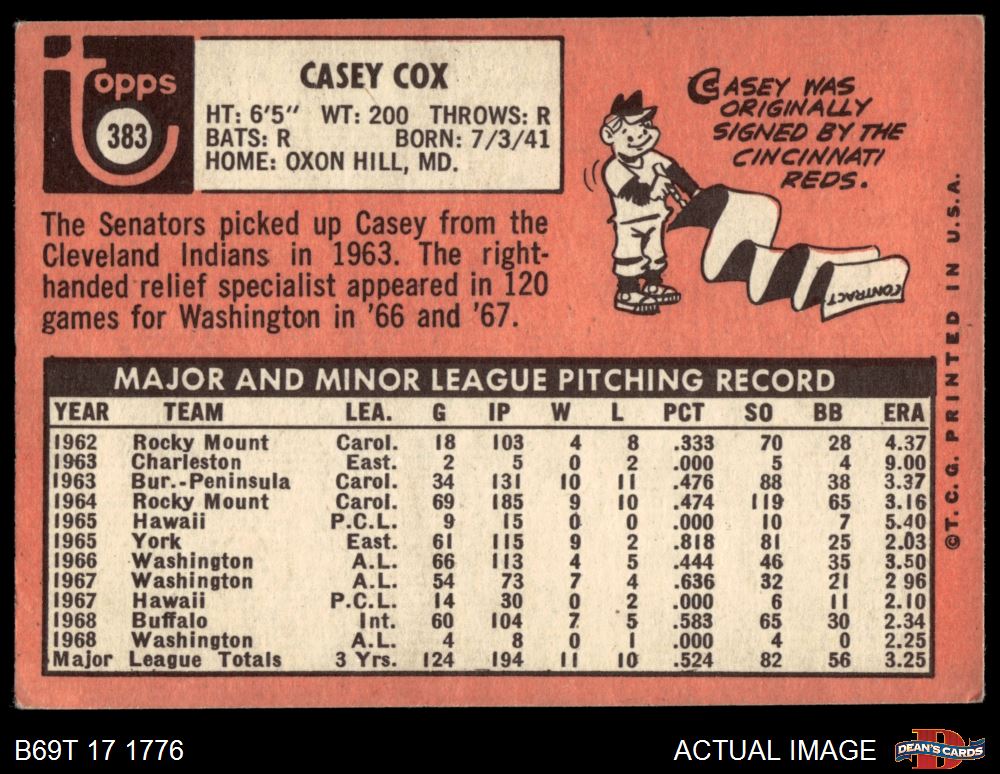 topps
383
CASEY COX
HT: 6'5" WT: 200 THROWS: R
BATS: R BORN: 7/3/41
HOME: OXON HILL, MD.
CASEY WAS
ORIGINALLY
SIGNED BY THE
CINCINNATI
REDS.
CONTRACT
The Senators picked up Casey from the
Cleveland Indians in 1963. The right-
handed relief specialist appeared in 120
games for Washington in '66 and '67.
MAJOR AND MINOR LEAGUE PITCHING RECORD
YEAR TEAM LEA. G IP W L PCT SO BB ERA
1962 Rocky Mount Carol. 18 103 4 8 .333 70 28 4.37
1963 Charleston East. 2 5 0 2 .000 5 4 9.00
1963 Bur.-Peninsula Carol. 34 131 10 11 .476 88 38 3.37
1964 Rocky Mount Carol. 69 185 9 10 .474 119 65 3.16
1965 Hawaii P.C.L. 9 15 0 0 .000 10 7 5.40
1965 York East. 61 115 9 2 .818 81 25 2.03
1966 Washington A.L. 66 113 4 5 .444 46 35 3.50
1967 Washington A.L. 54 73 7 4 .636 32 21 2 96
1967 Hawaii P.C.L. 14 30 0 2 .000 6 11 2.10
1968 Buffalo Int. 60 104 7 5 .583 65 30 2.34
1968 Washington A.L. 4 8 0 1 .000 4 0 2.25
Major League Totals 3 Yrs. 124 194 11 10 .524 82 56 3.25
©T.C.G. PRINTED IN U.S.A.
B69T 17 1776
ACTUAL IMAGE
DEAN'S CARDS